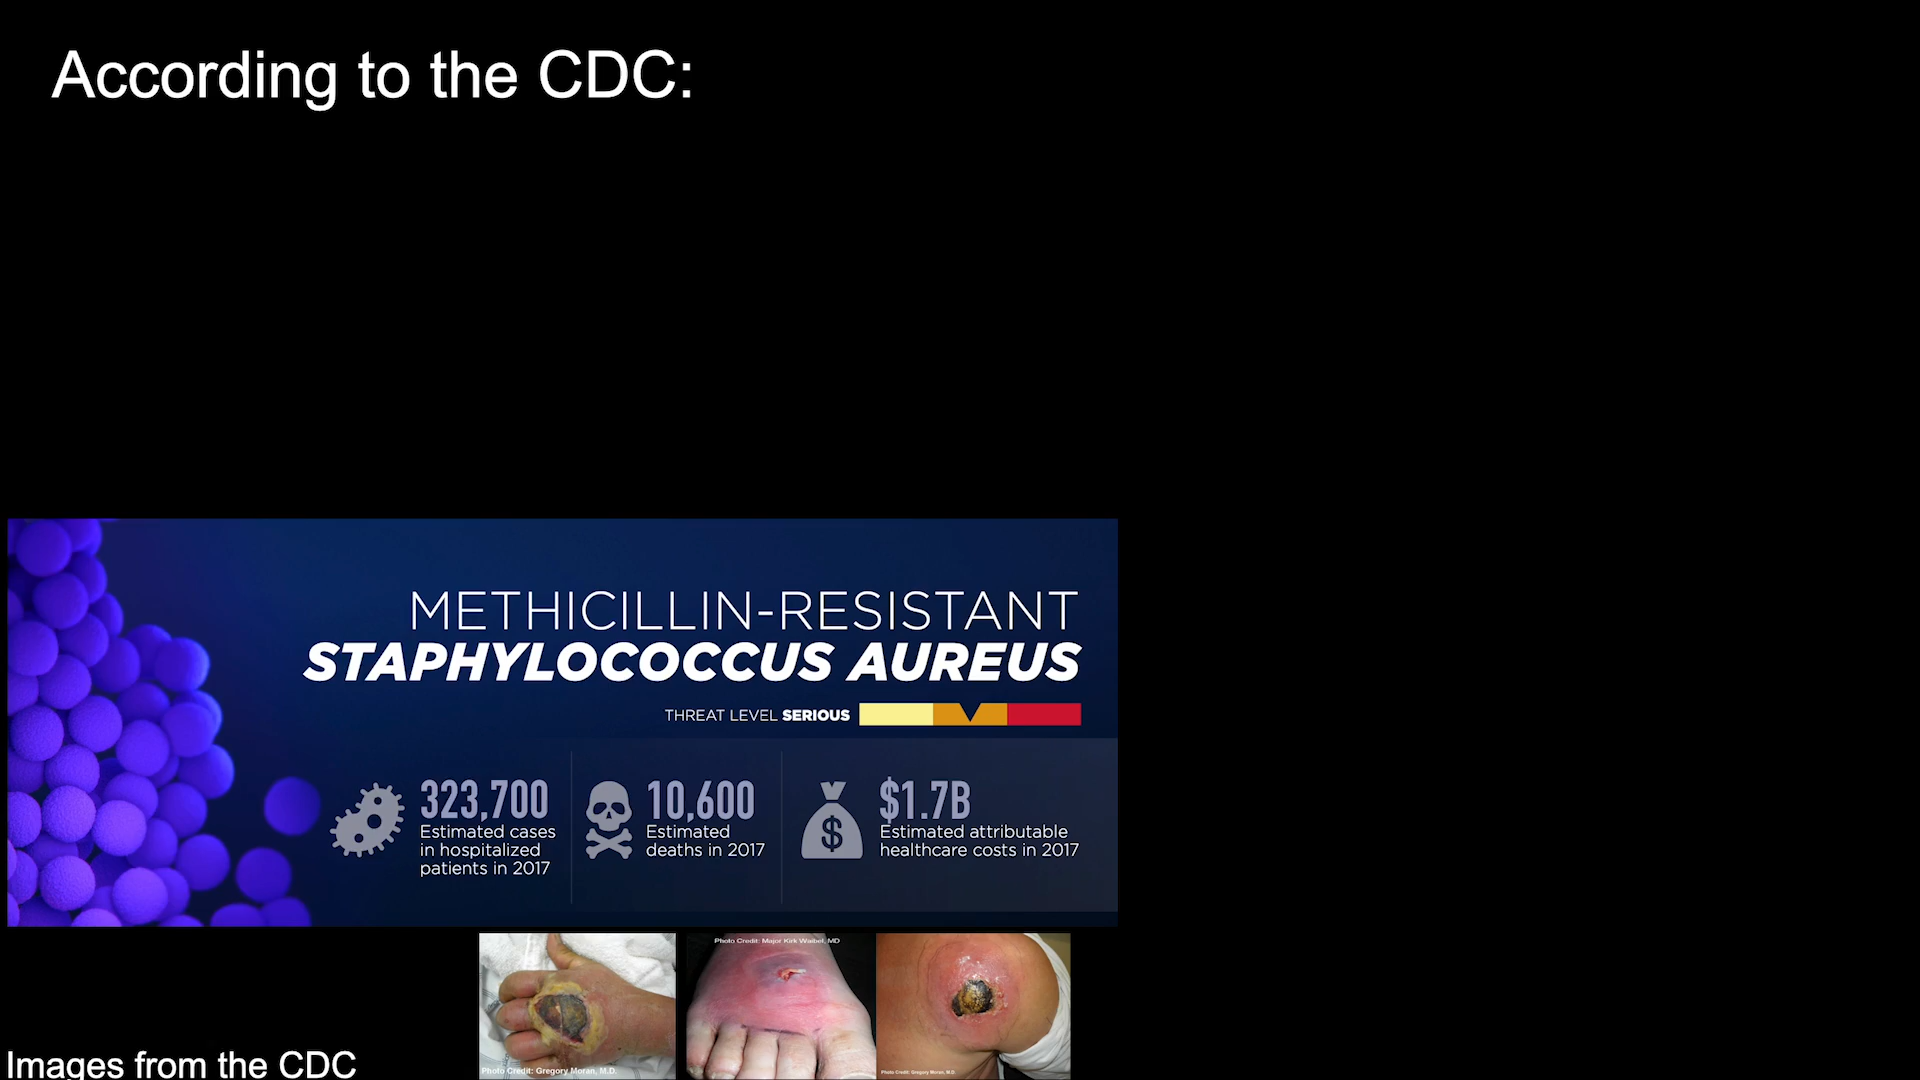 According to the CDC:
METHICILLIN-RESISTANT
STAPHYLOCOCCUS AUREUS
THREAT LEVEL SERIOUS
323,700
Estimated cases
in hospitalized
patients in 2017
10,600
Estimated
deaths in 2017
$
$1.7B
Estimated attributable
healthcare costs in 2017
Photo Credit: Gregory Moran, M.D.
Photo Credit: Major Kirk Waibel, MD
Photo Credit: Gregory Moran, M.D.
Images from the CDC